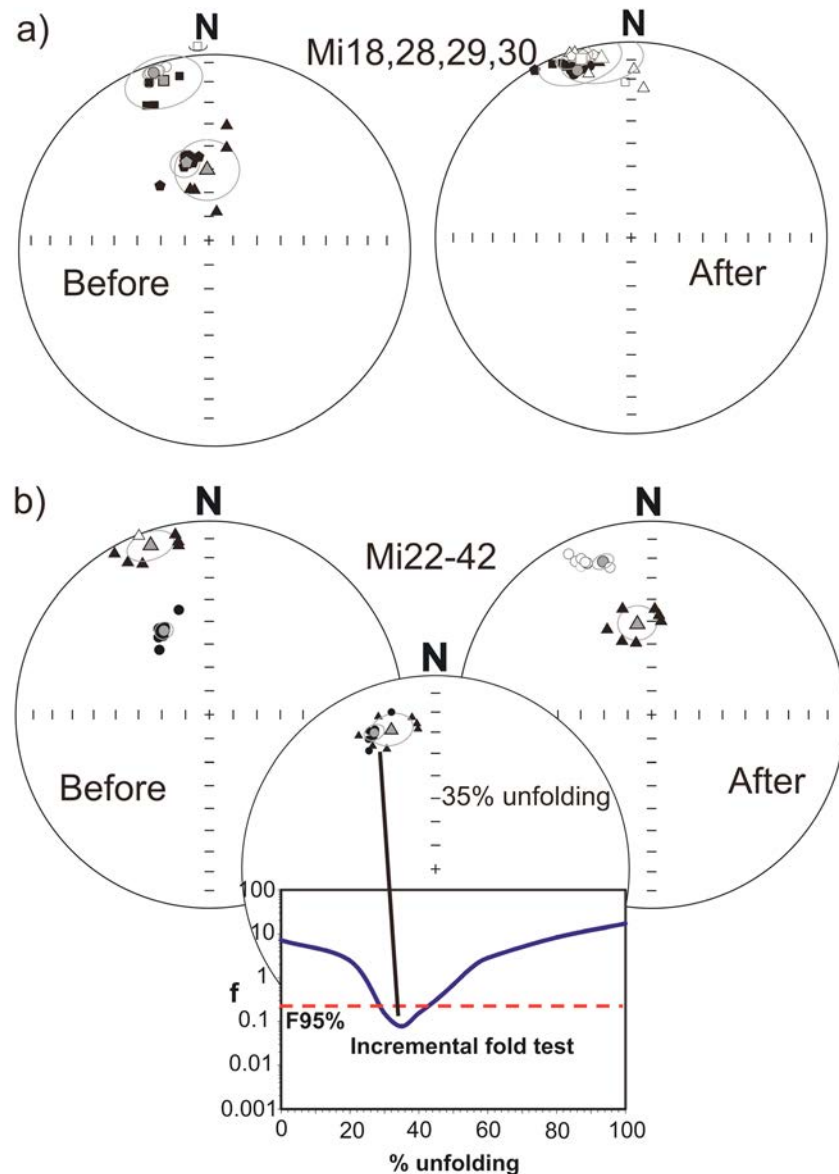 a)
N
N
Mi18,28,29,30
Before
After
b)
N
N
Mi22-42
N
Before
After
35% unfolding
100
10
1
f
0.1
F95%
Incremental fold test
0.01
0.001
0 20 40 60 80 100
% unfolding